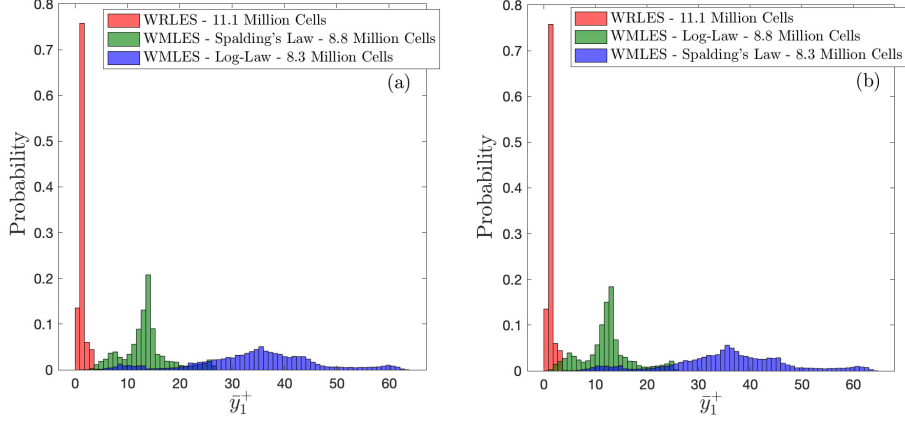 WRLES - 11.1 Million Cells
WMLES - Spalding's Law - 8.8 Million Cells
WMLES - Log-Law - 8.3 Million Cells
(a)
Probability
0.8
0.7
0.6
0.5
0.4
0.3
0.2
0.1
0
0 10 20 30 40 50 60
ȳ₁⁺
WRLES - 11.1 Million Cells
WMLES - Log-Law - 8.8 Million Cells
WMLES - Spalding's Law - 8.3 Million Cells
(b)
Probability
0.8
0.7
0.6
0.5
0.4
0.3
0.2
0.1
0
0 10 20 30 40 50 60
ȳ₁⁺